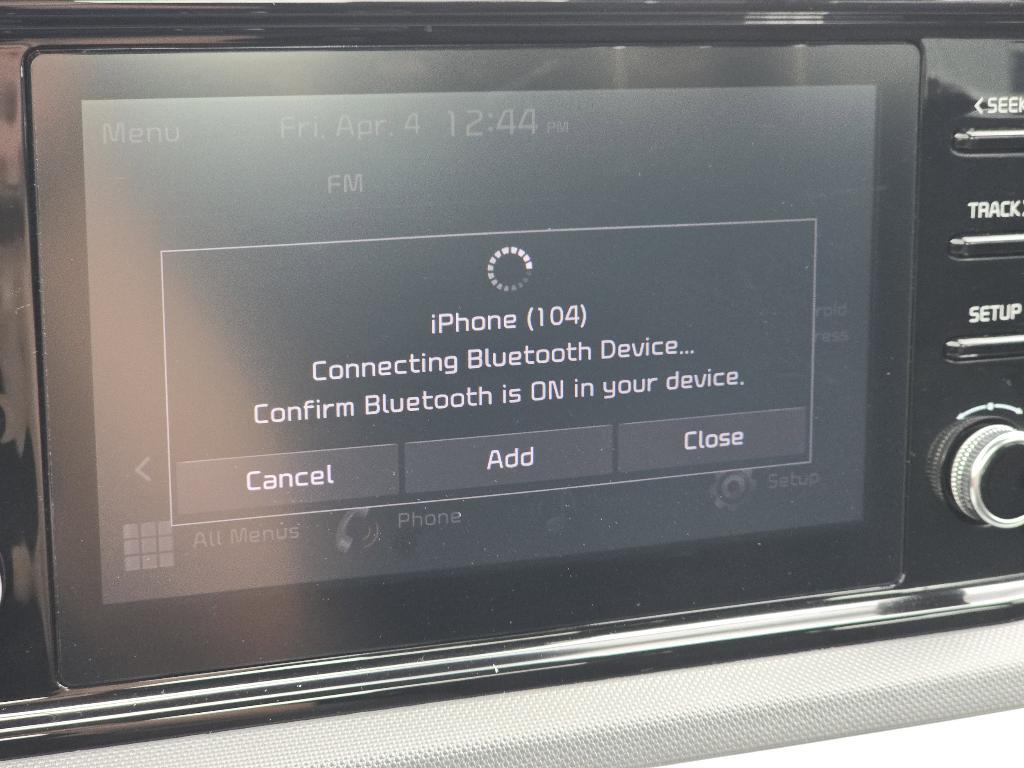 Menu Fri. Apr. 4 12:44 PM
FM
iPhone (104)
Connecting Bluetooth Device...
Confirm Bluetooth is ON in your device.
Cancel Add Close
All Menus Phone Setup
SEEK
TRACK
SETUP